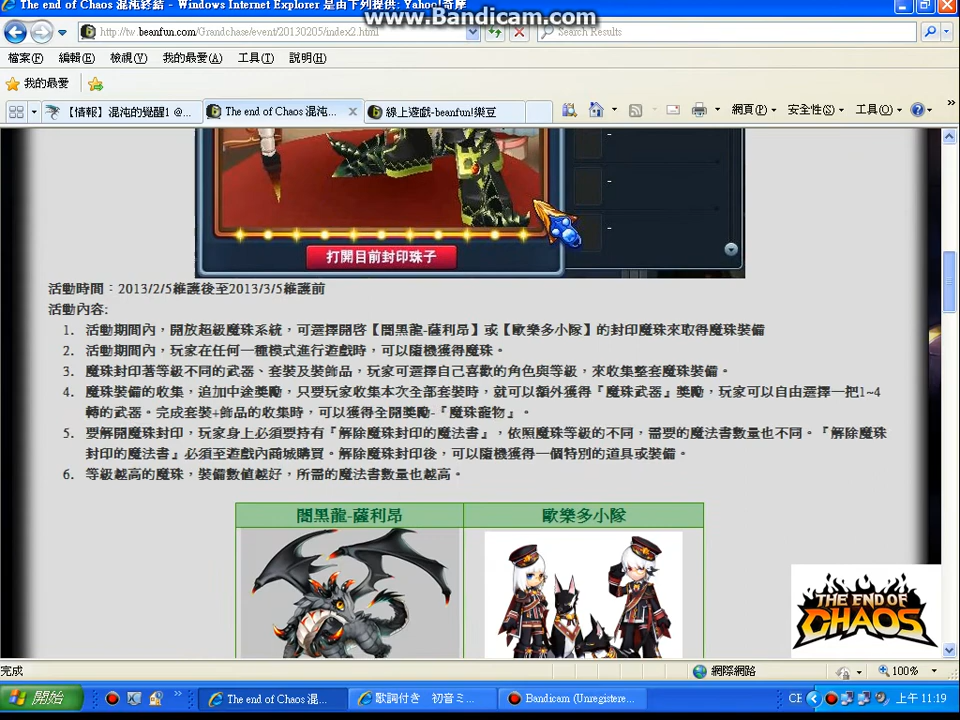 The end of Chaos 混沌終結 - Windows Internet Explorer 是由下列提供: Yahoo!奇摩
www.Bandicam.com
http://tw.beanfun.com/Grandchase/event/20130205/index2.html
Search Results
檔案(F) 編輯(E) 檢視(V) 我的最愛(A) 工具(T) 說明(H)
我的最愛
【情報】混沌的覺醒1 @... The end of Chaos 混沌... 線上遊戲-beanfun!樂豆 網頁(P) 安全性(S) 工具(O)
打開目前封印珠子
活動時間：2013/2/5維護後至2013/3/5維護前
活動內容:
1. 活動期間內，開放超級魔珠系統，可選擇開啓【闇黑龍-薩利昂】或【歐樂多小隊】的封印魔珠來取得魔珠裝備
2. 活動期間內，玩家在任何一種模式進行遊戲時，可以隨機獲得魔珠。
3. 魔珠封印著等級不同的武器、套裝及裝飾品，玩家可選擇自己喜歡的角色與等級，來收集整套魔珠裝備。
4. 魔珠裝備的收集，追加中途獎勵，只要玩家收集本次全部套裝時，就可以額外獲得『魔珠武器』獎勵，玩家可以自由選擇一把1~4
轉的武器。完成套裝+飾品的收集時，可以獲得全開獎勵-『魔珠寵物』。
5. 要解開魔珠封印，玩家身上必須要持有『解除魔珠封印的魔法書』，依照魔珠等級的不同，需要的魔法書數量也不同。『解除魔珠
封印的魔法書』必須至遊戲內商城購買。解除魔珠封印後，可以隨機獲得一個特別的道具或裝備。
6. 等級越高的魔珠，裝備數値越好，所需的魔法書數量也越高。
闇黑龍-薩利昂 歐樂多小隊
THE END OF
CHAOS
完成 網際網路 100%
開始 The end of Chaos 混... 歌詞付き 初音ミ... Bandicam (Unregistere... CH 上午 11:19